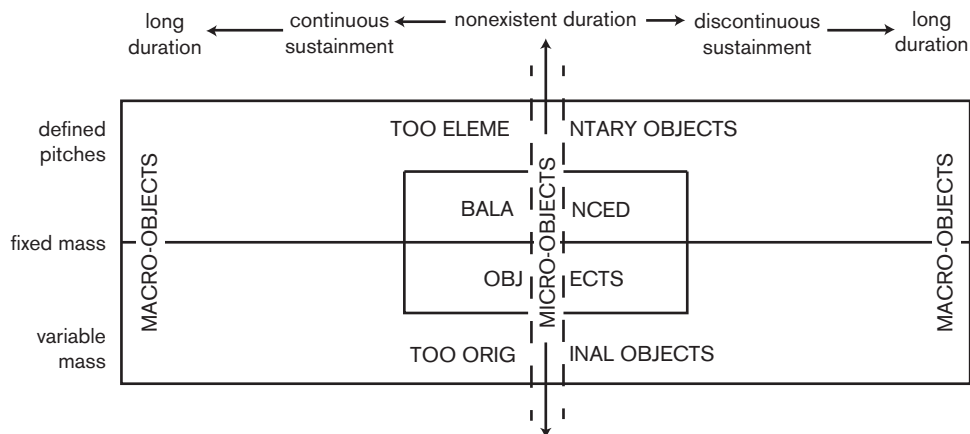 long duration
continuous sustainment
nonexistent duration
discontinuous sustainment
long duration
defined pitches
fixed mass
variable mass
MACRO-OBJECTS
TOO ELEME NTARY OBJECTS
BALA NCED
OBJ ECTS
TOO ORIG INAL OBJECTS
MICRO-OBJECTS
MACRO-OBJECTS